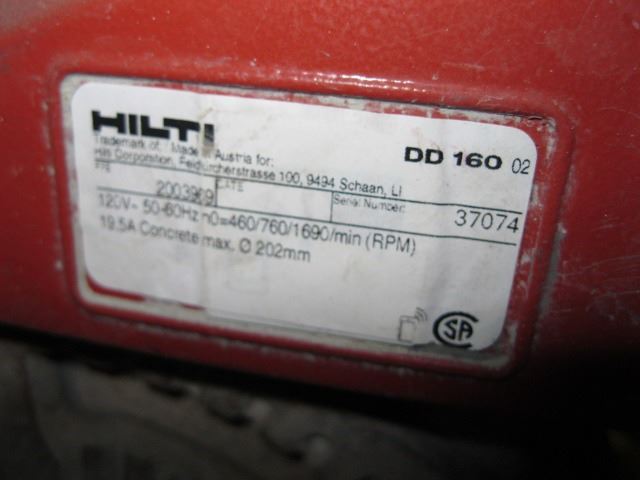 HILTI DD 160 02
Trademark of: Made in Austria for:
Hilti Corporation, Feldkircherstrasse 100, 9494 Schaan, LI
Serial Number:
37074
120V~ 50-60Hz n0=460/760/1690/min (RPM)
19.5A Concrete max. Ø 202mm
SA